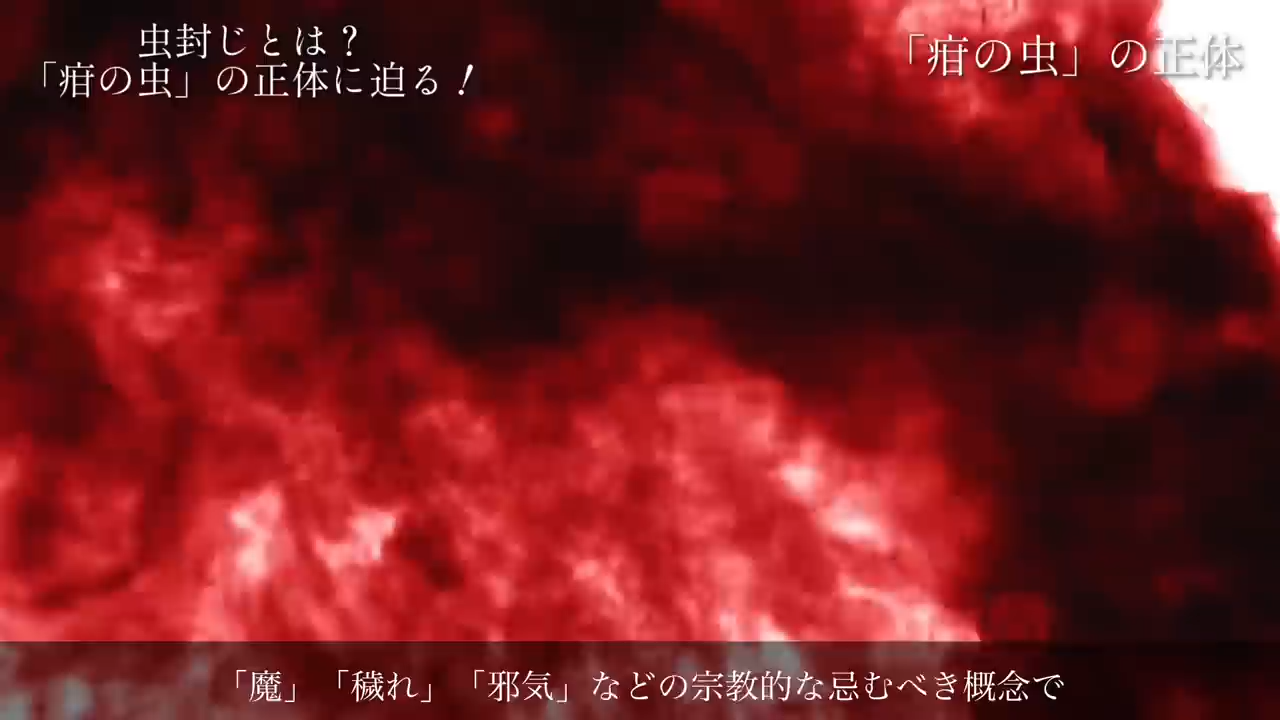 虫封じとは？
「疳の虫」の正体に迫る！
「疳の虫」の正体
「魔」「穢れ」「邪気」などの宗教的な忌むべき概念で